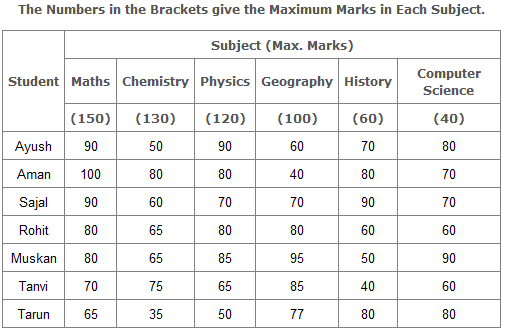 The Numbers in the Brackets give the Maximum Marks in Each Subject.
Student Subject (Max. Marks)
Maths Chemistry Physics Geography History Computer Science
(150) (130) (120) (100) (60) (40)
Ayush 90 50 90 60 70 80
Aman 100 80 80 40 80 70
Sajal 90 60 70 70 90 70
Rohit 80 65 80 80 60 60
Muskan 80 65 85 95 50 90
Tanvi 70 75 65 85 40 60
Tarun 65 35 50 77 80 80